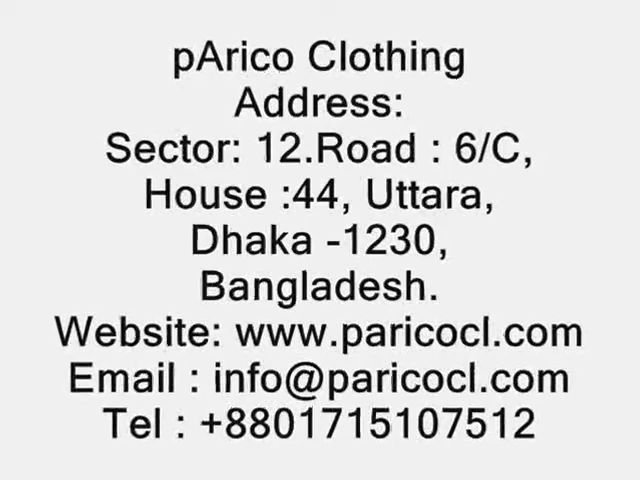 pArico Clothing
Address:
Sector: 12.Road : 6/C,
House :44, Uttara,
Dhaka -1230,
Bangladesh.
Website: www.paricocl.com
Email : info@paricocl.com
Tel : +8801715107512